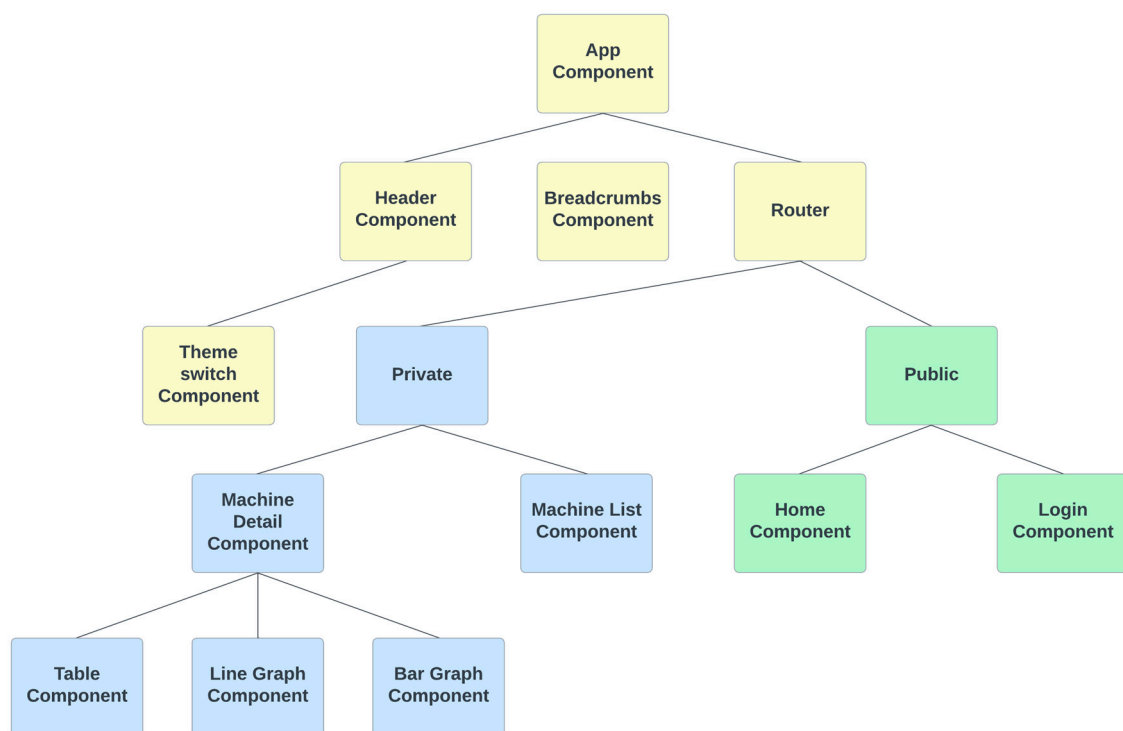 App
Component
Header
Component
Breadcrumbs
Component
Router
Theme
switch
Component
Private
Public
Machine
Detail
Component
Machine List
Component
Home
Component
Login
Component
Table
Component
Line Graph
Component
Bar Graph
Component